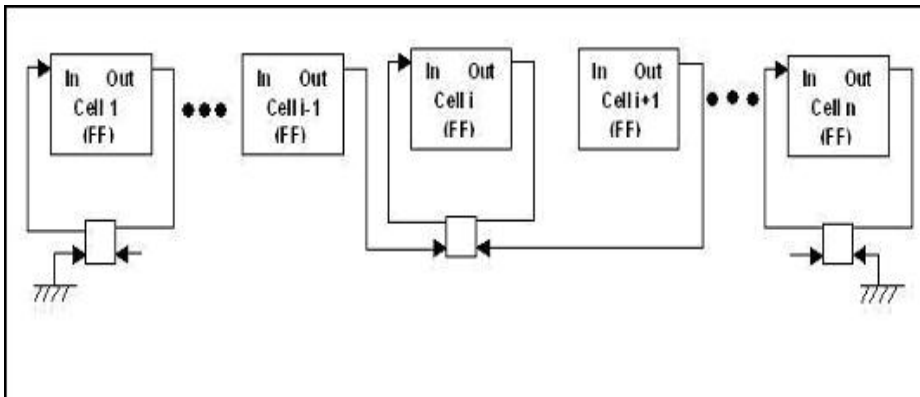 In Out
Cell 1
(FF)
In Out
Cell i-1
(FF)
In Out
Cell i
(FF)
In Out
Cell i+1
(FF)
In Out
Cell n
(FF)